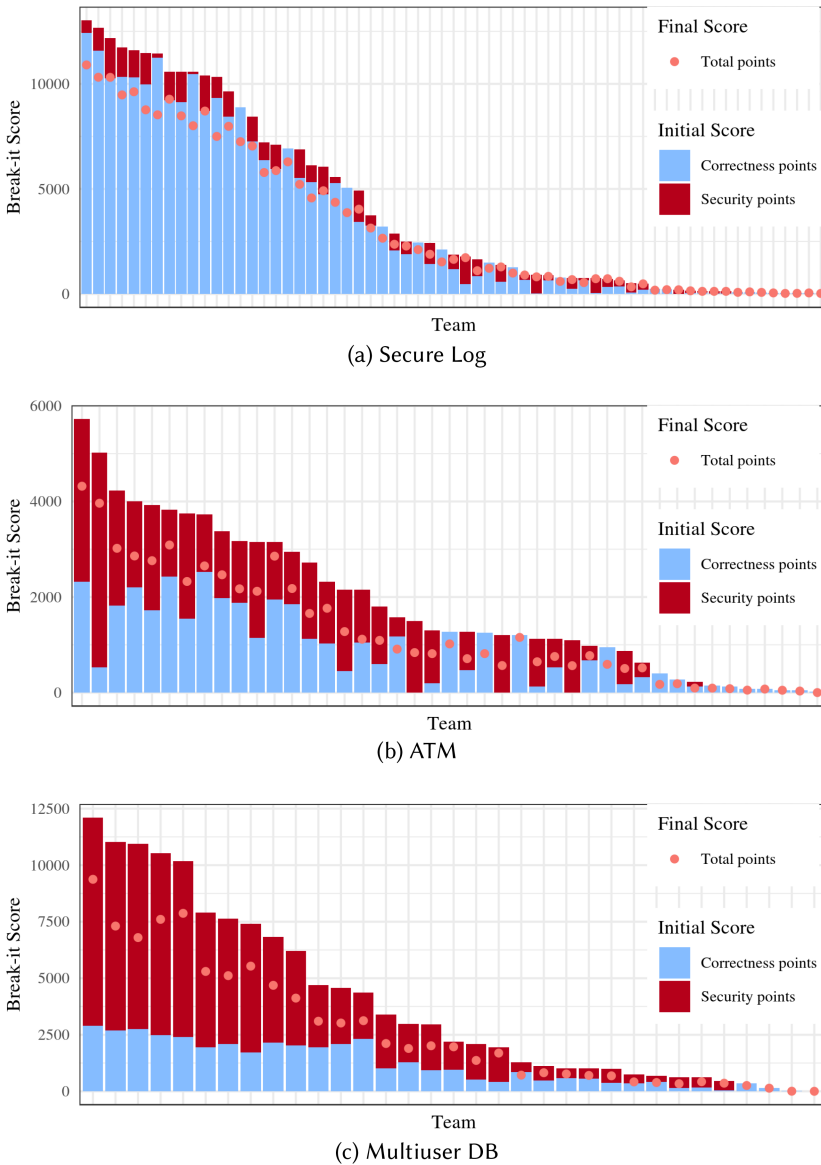 10000
5000
0
Break-it Score
Team
Final Score
Total points
Initial Score
Correctness points
Security points
(a) Secure Log
6000
4000
2000
0
Break-it Score
Team
Final Score
Total points
Initial Score
Correctness points
Security points
(b) ATM
12500
10000
7500
5000
2500
0
Break-it Score
Team
Final Score
Total points
Initial Score
Correctness points
Security points
(c) Multiuser DB